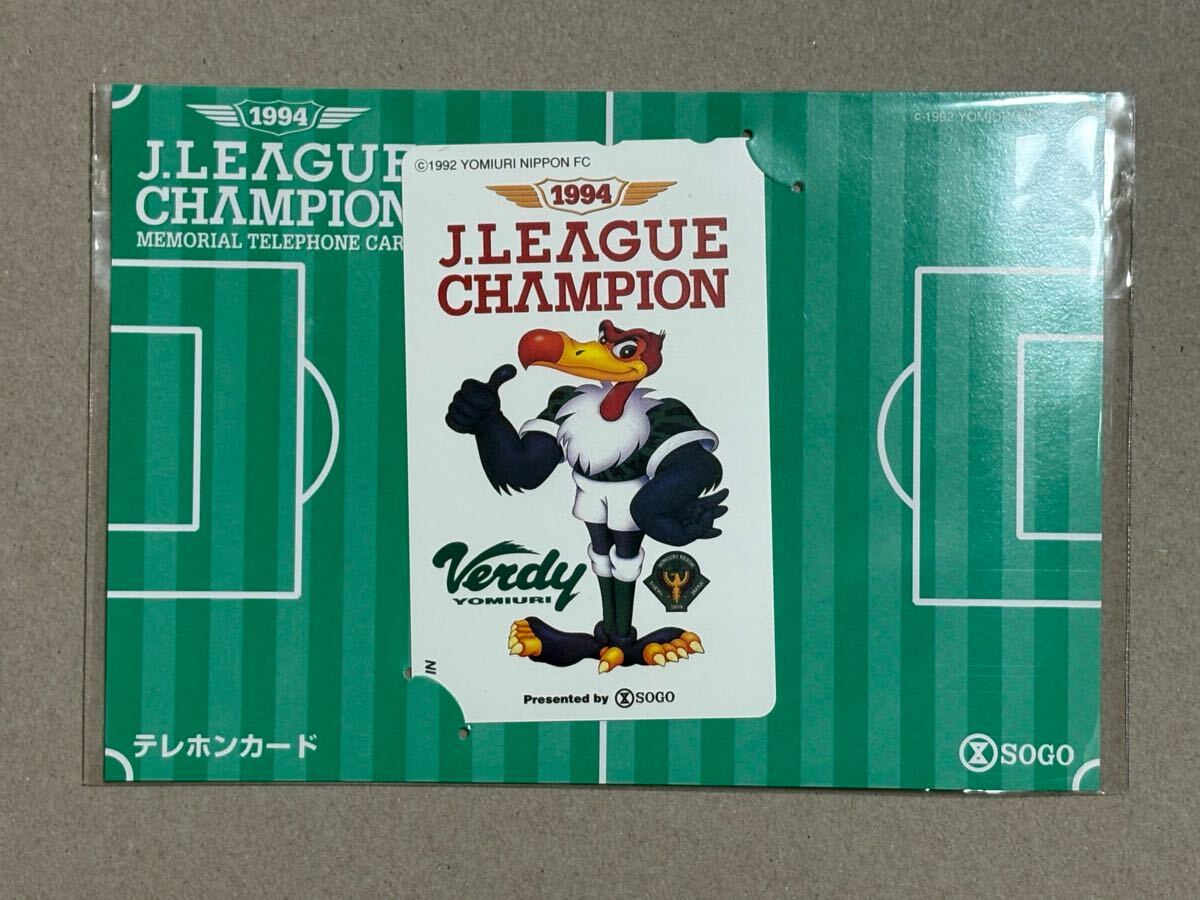 1994
J.LEAGUE
CHAMPION
MEMORIAL TELEPHONE CAR
©1992 YOMIURI NIPPON FC
1994
J.LEAGUE
CHAMPION
Verdy
YOMIURI
IN
Presented by SOGO
テレホンカード
SOGO